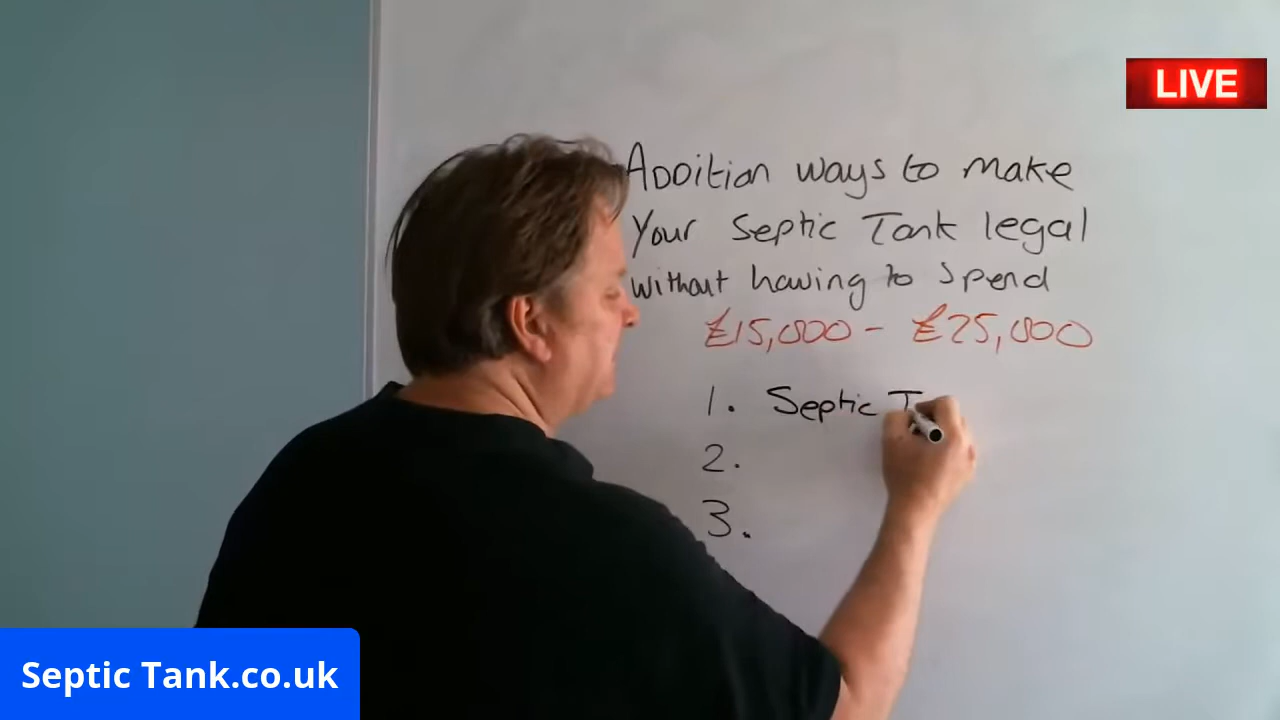 LIVE
Addition ways to make
Your Septic Tank legal
without having to spend
£15,000 - £25,000
1. Septic T
2.
3.
Septic Tank.co.uk